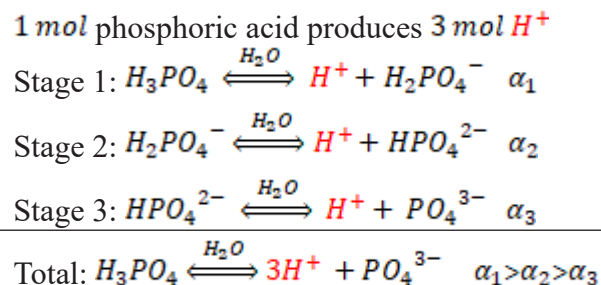 1 mol phosphoric acid produces 3 mol H⁺
Stage 1: H₃PO₄ ⇐H₂O⇒ H⁺ + H₂PO₄⁻ α₁
Stage 2: H₂PO₄⁻ ⇐H₂O⇒ H⁺ + HPO₄²⁻ α₂
Stage 3: HPO₄²⁻ ⇐H₂O⇒ H⁺ + PO₄³⁻ α₃
Total: H₃PO₄ ⇐H₂O⇒ 3H⁺ + PO₄³⁻ α₁>α₂>α₃